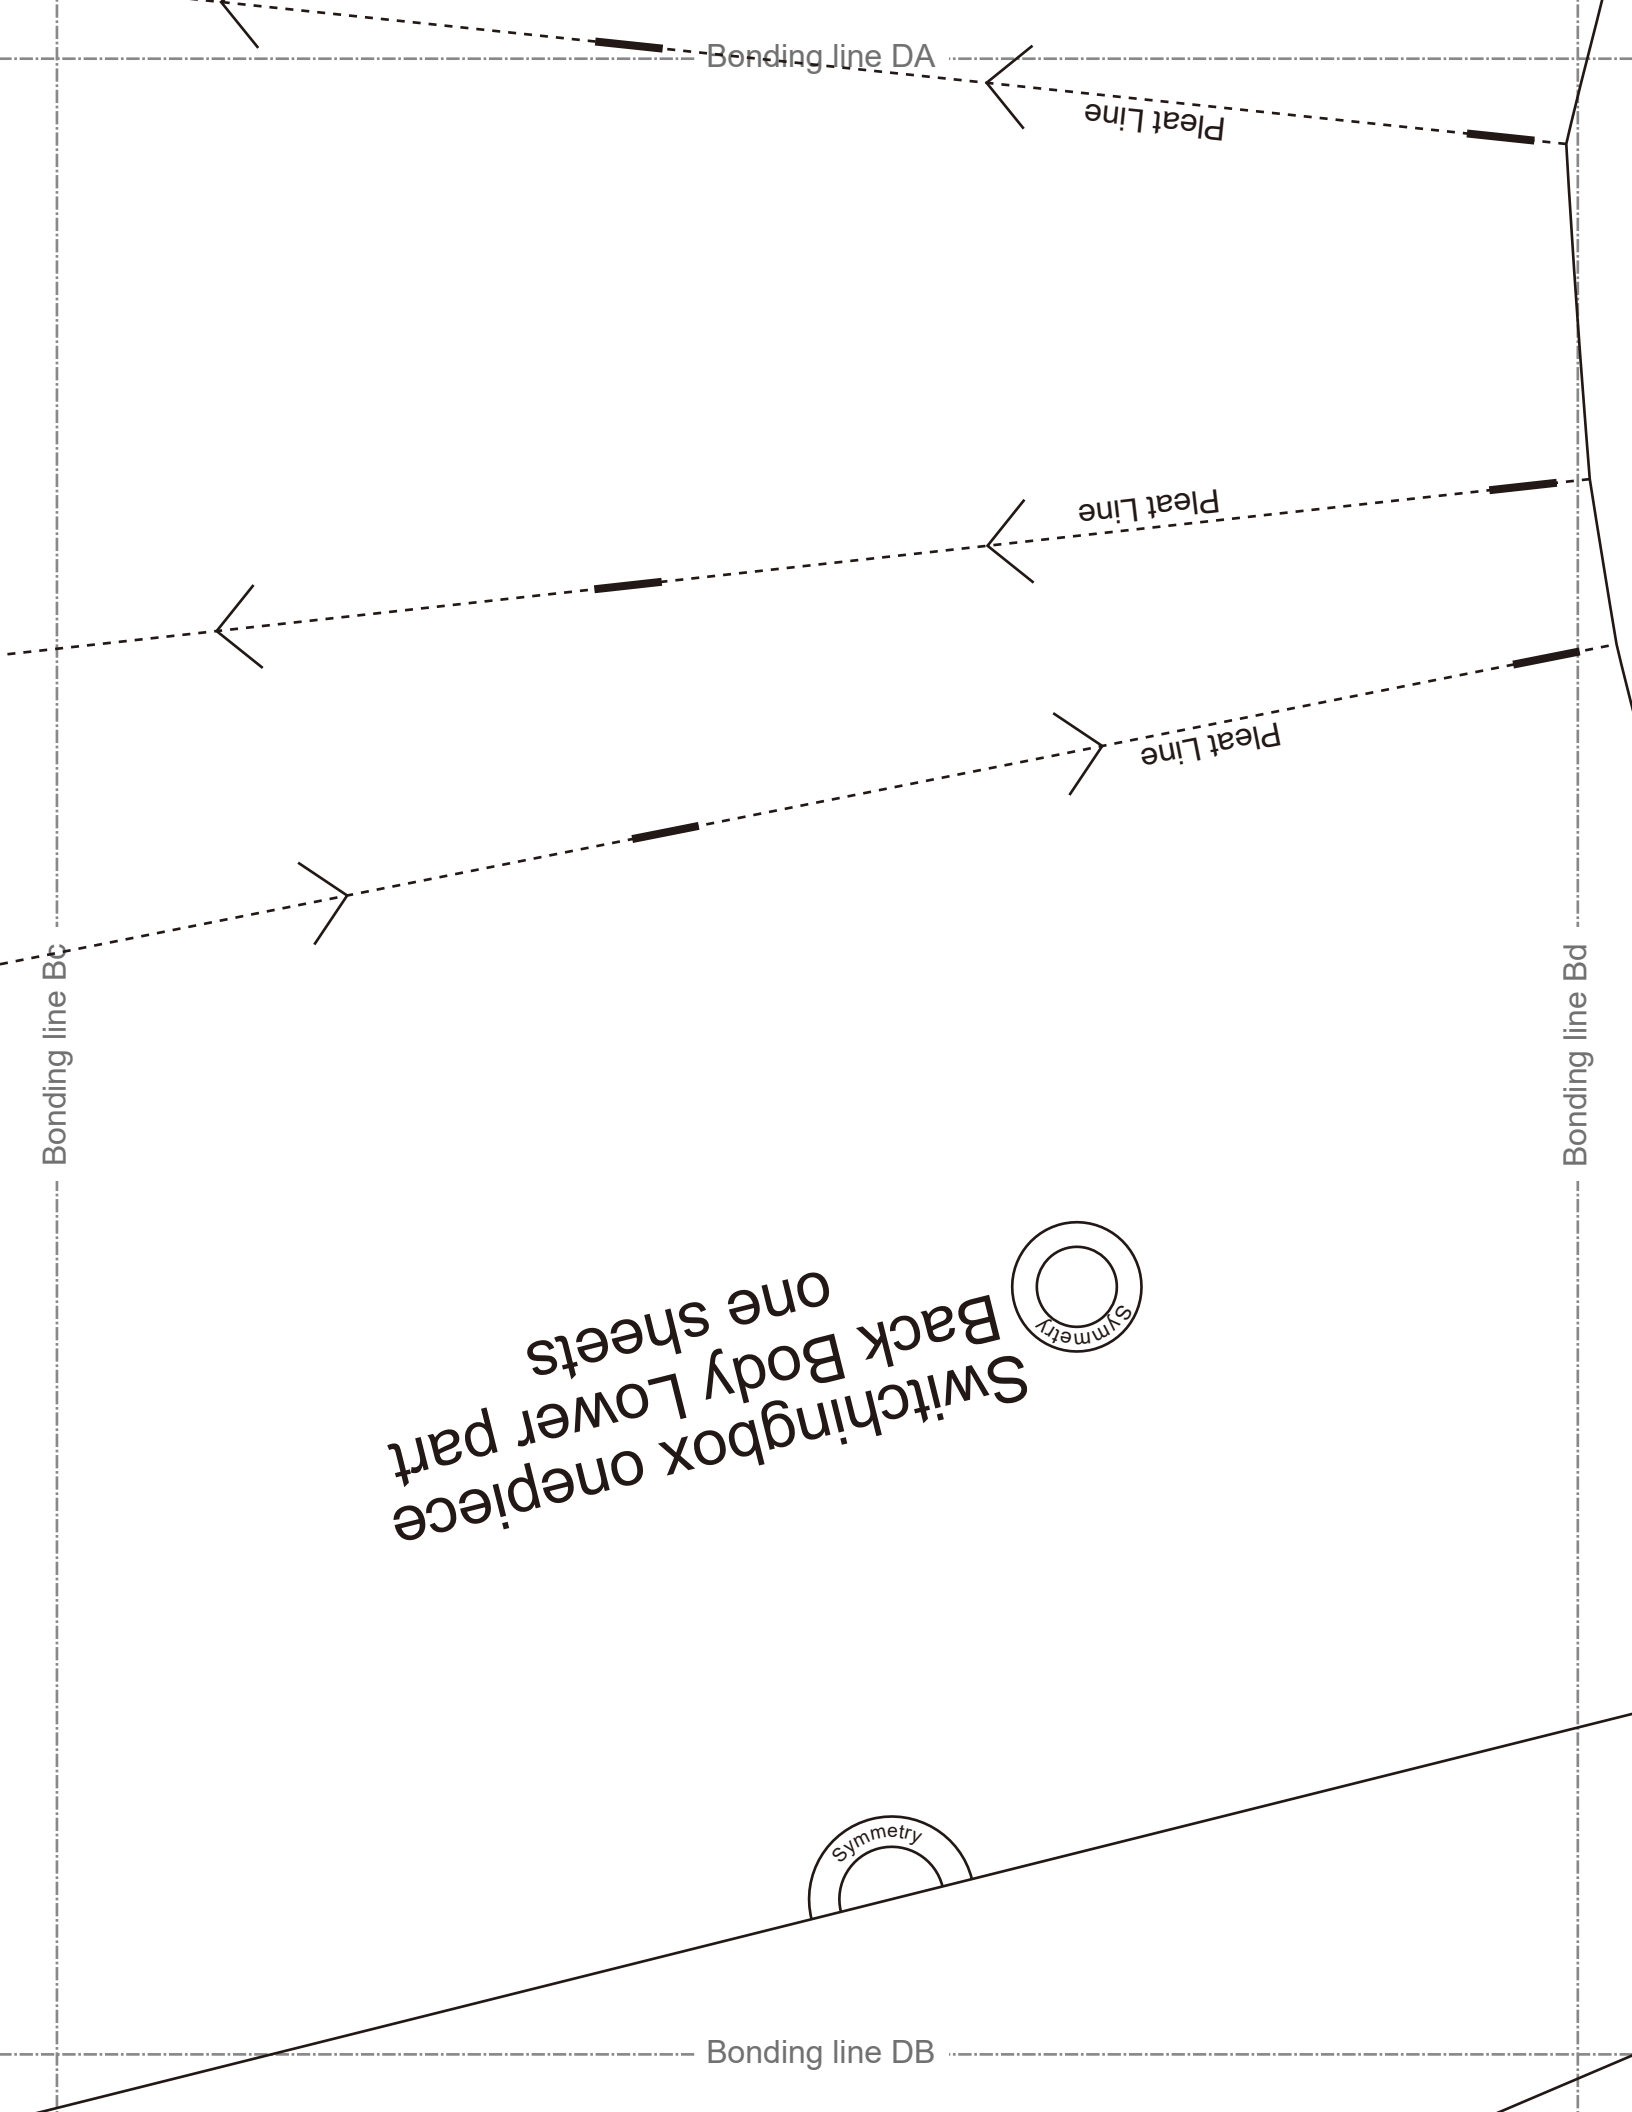 Bonding line DA
Pleat Line
Pleat Line
Pleat Line
Bonding line Bc
Bonding line Bd
Switchingbox onepiece
Back Body Lower part
one sheets
Symmetry
Symmetry
Bonding line DB